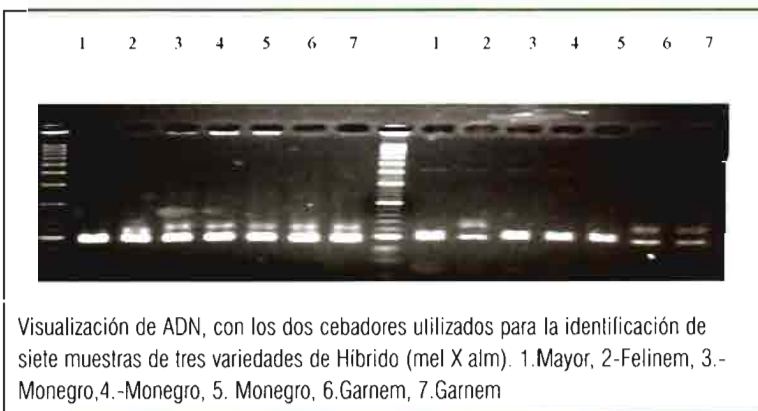 1 2 3 4 5 6 7 1 2 3 4 5 6 7
Visualización de ADN, con los dos cebadores utilizados para la identificación de
siete muestras de tres variedades de Híbrido (mel X alm). 1.Mayor, 2-Felinem, 3.-
Monegro,4.-Monegro, 5. Monegro, 6.Garnem, 7.Garnem